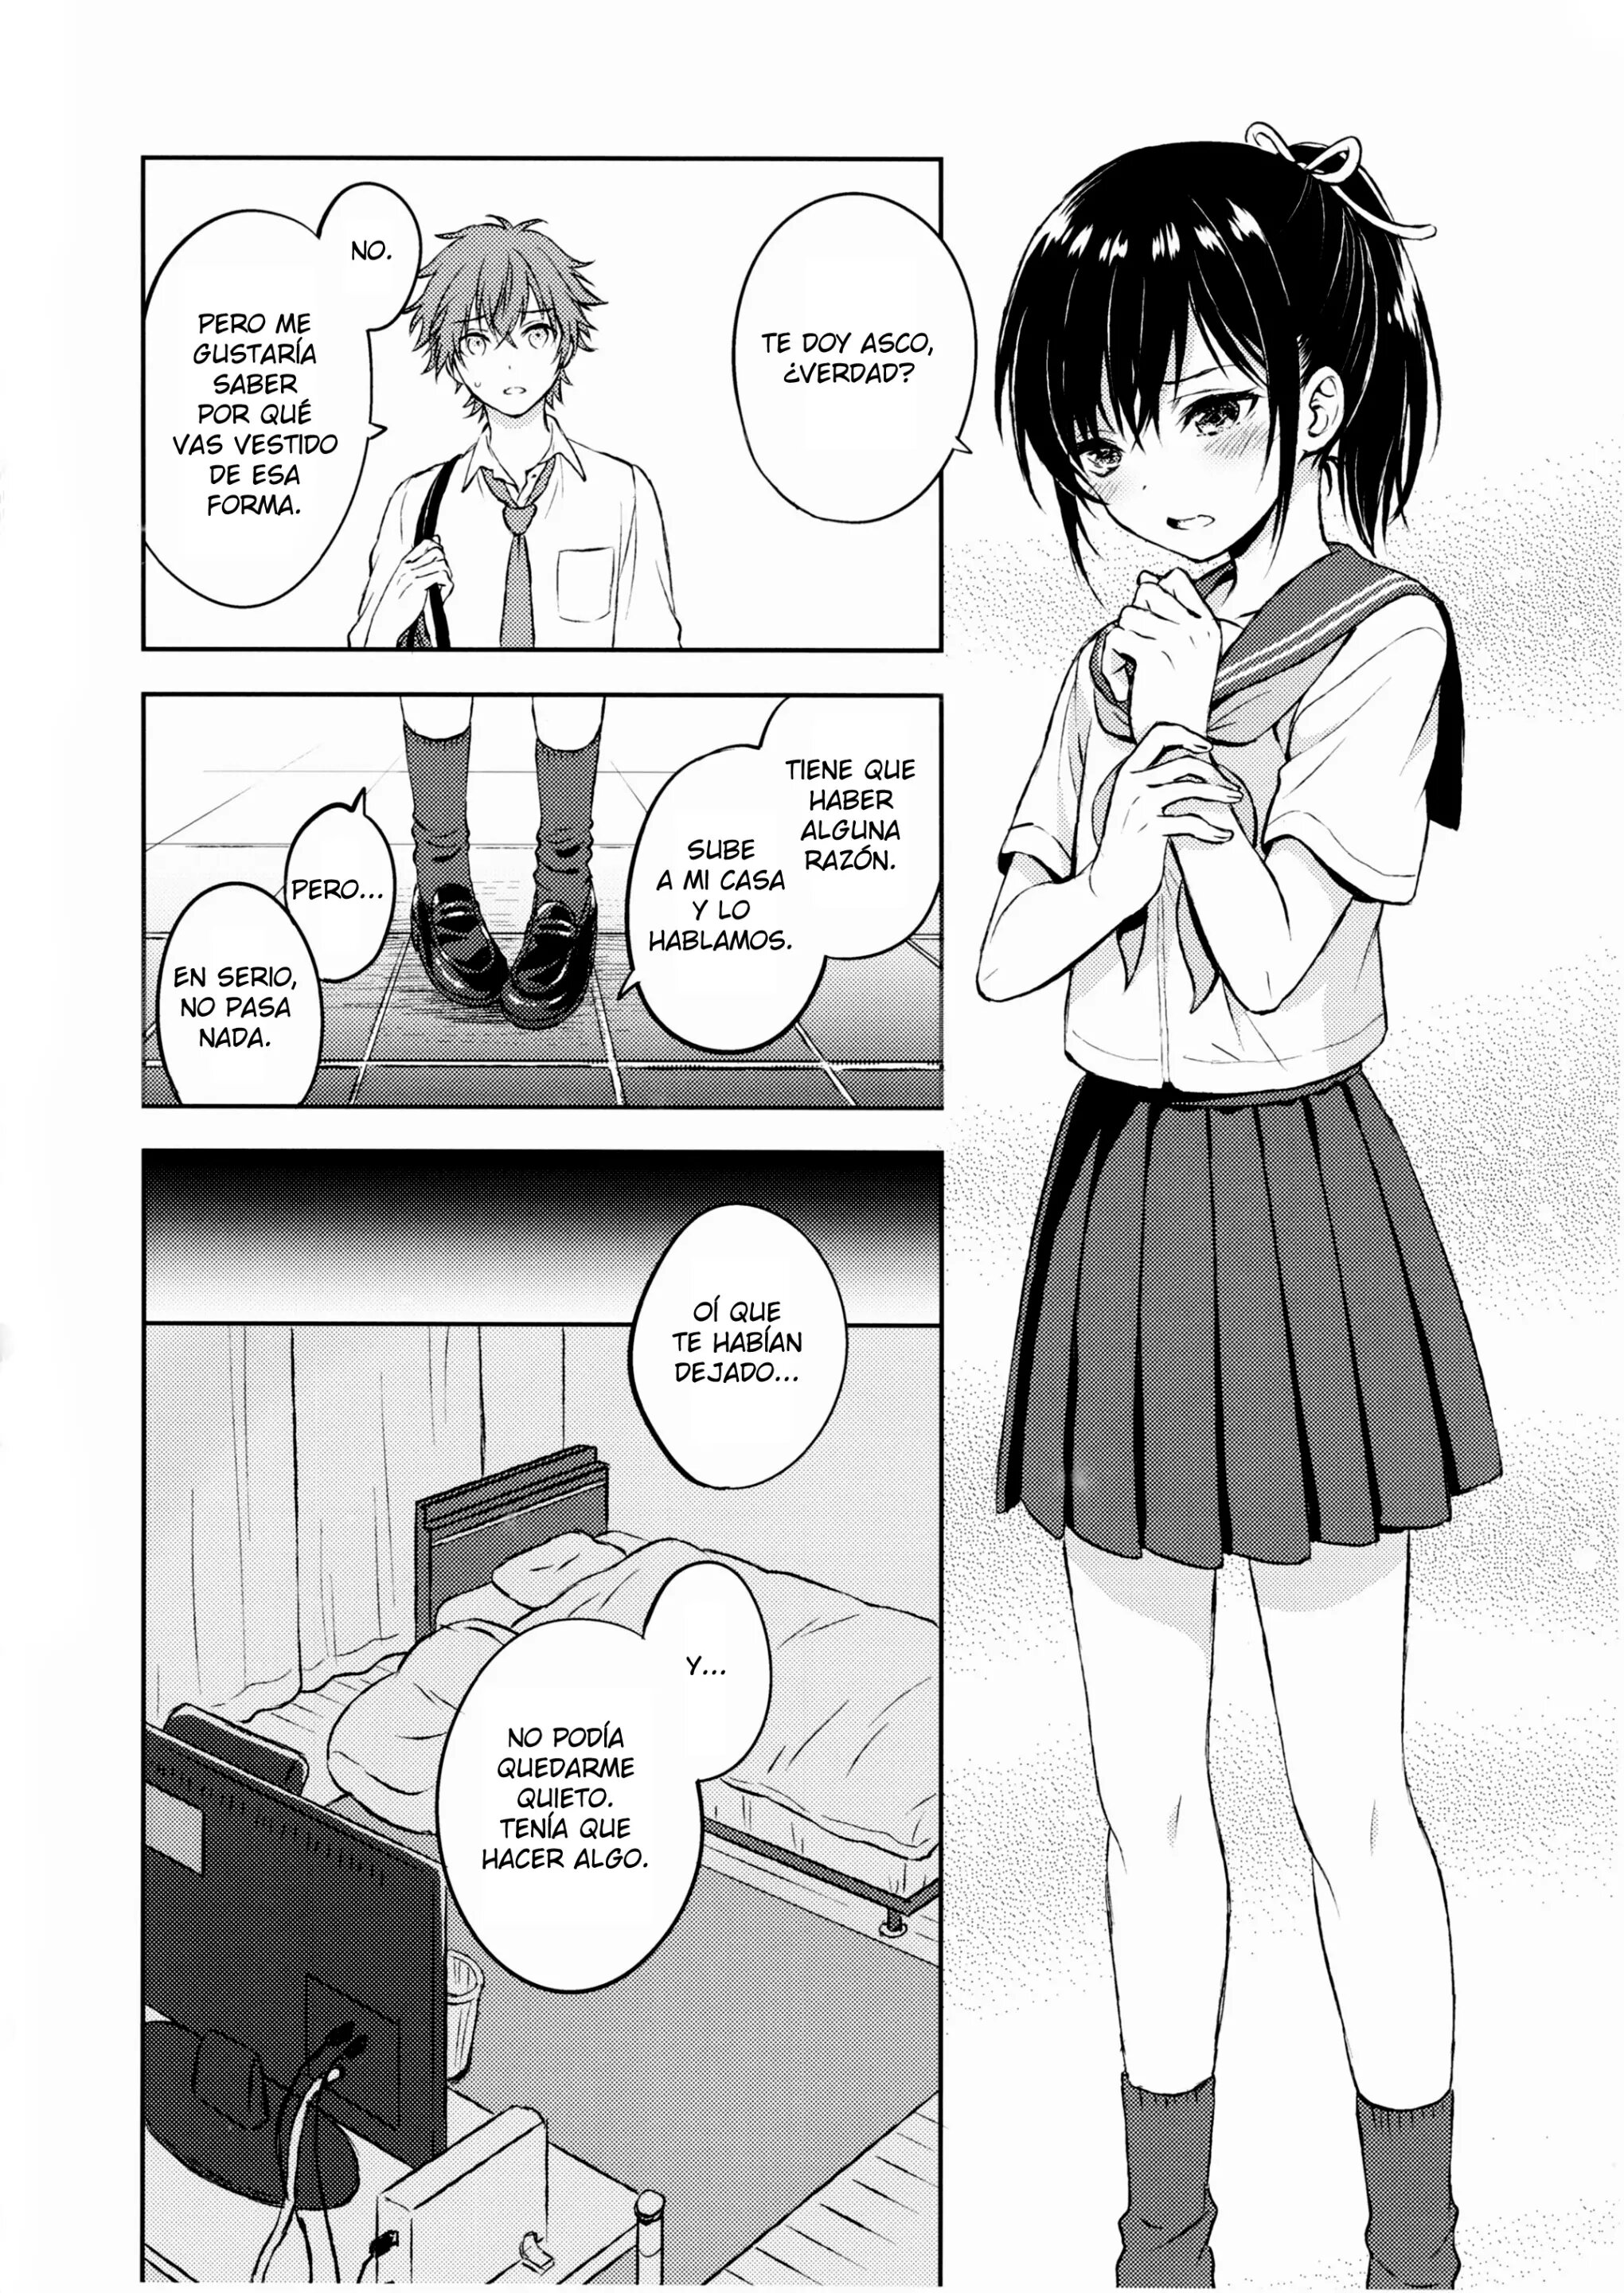 TE DOY ASCO,
¿VERDAD?
NO.
PERO ME
GUSTARÍA
SABER
POR QUÉ
VAS VESTIDO
DE ESA
FORMA.
TIENE QUE
HABER
ALGUNA
RAZÓN.
SUBE
A MI CASA
Y LO
HABLAMOS.
PERO...
EN SERIO,
NO PASA
NADA.
OÍ QUE
TE HABÍAN
DEJADO...
Y...
NO PODÍA
QUEDARME
QUIETO.
TENÍA QUE
HACER ALGO.